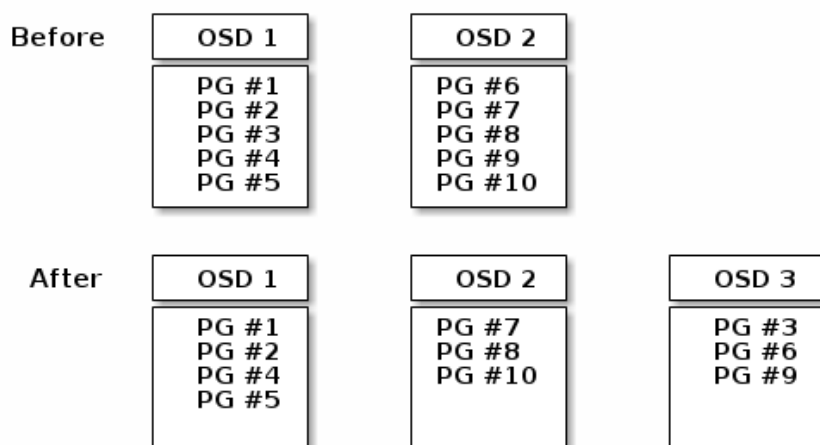 Before
OSD 1
OSD 2
PG #1
PG #2
PG #3
PG #4
PG #5
PG #6
PG #7
PG #8
PG #9
PG #10
After
OSD 1
OSD 2
OSD 3
PG #1
PG #2
PG #4
PG #5
PG #7
PG #8
PG #10
PG #3
PG #6
PG #9